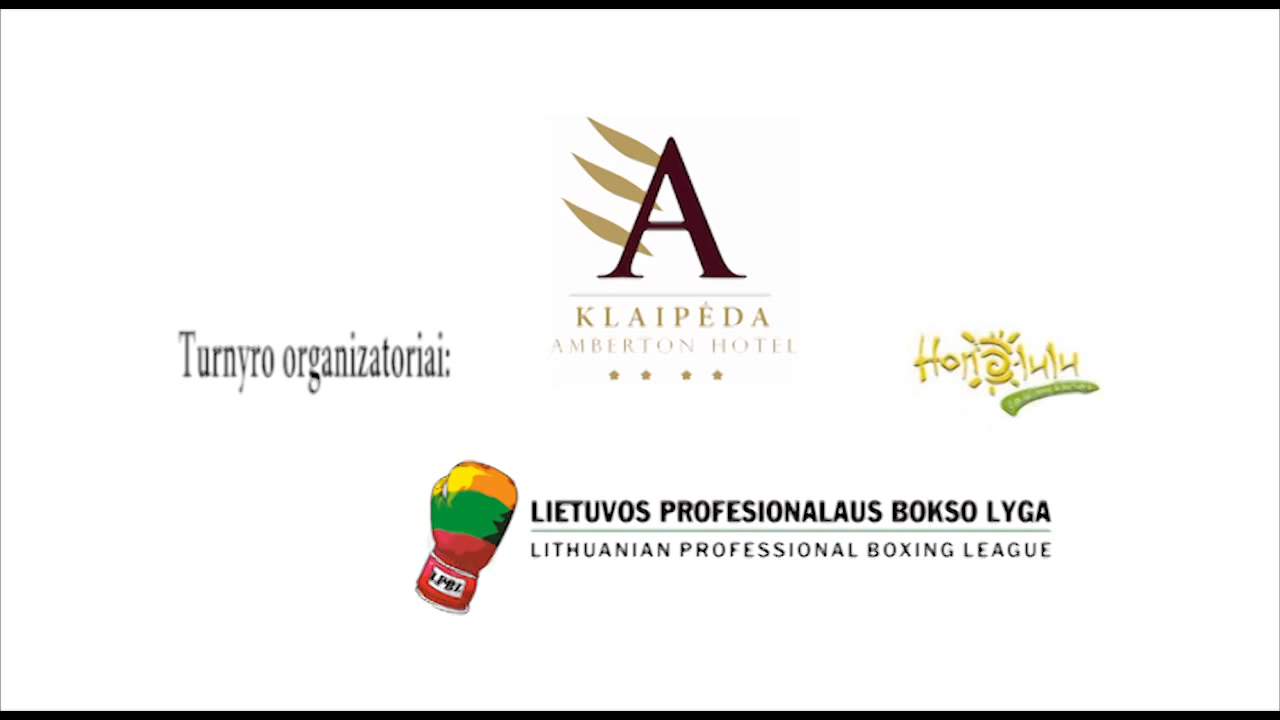 KLAIPĖDA
AMBERTON HOTEL
Turnyro organizatoriai:
Honolulu
LIETUVOS PROFESIONALAUS BOKSO LYGA
LITHUANIAN PROFESSIONAL BOXING LEAGUE
LPBL